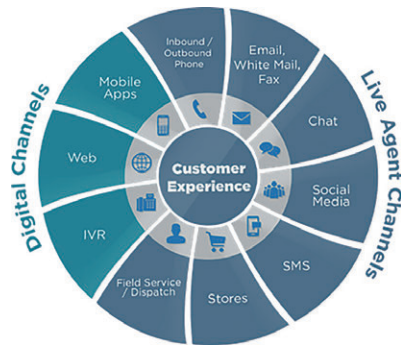 Digital Channels
Live Agent Channels
Inbound /
Outbound
Phone
Email,
White Mail,
Fax
Chat
Social
Media
SMS
Stores
Field Service
/ Dispatch
IVR
Web
Mobile
Apps
Customer
Experience